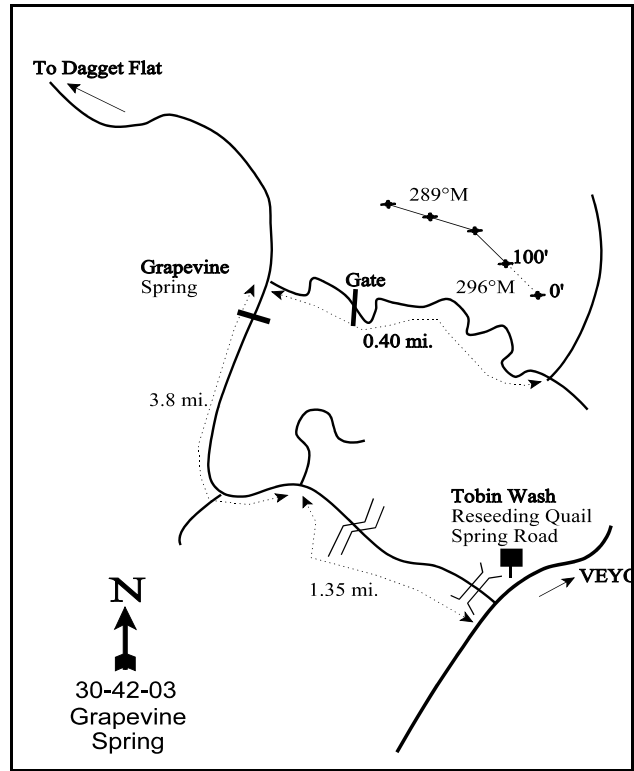 To Dagget Flat
289°M
100'
296°M
0'
Grapevine
Spring
Gate
0.40 mi.
3.8 mi.
Tobin Wash
Reseeding Quail
Spring Road
VEYO
1.35 mi.
N
30-42-03
Grapevine
Spring